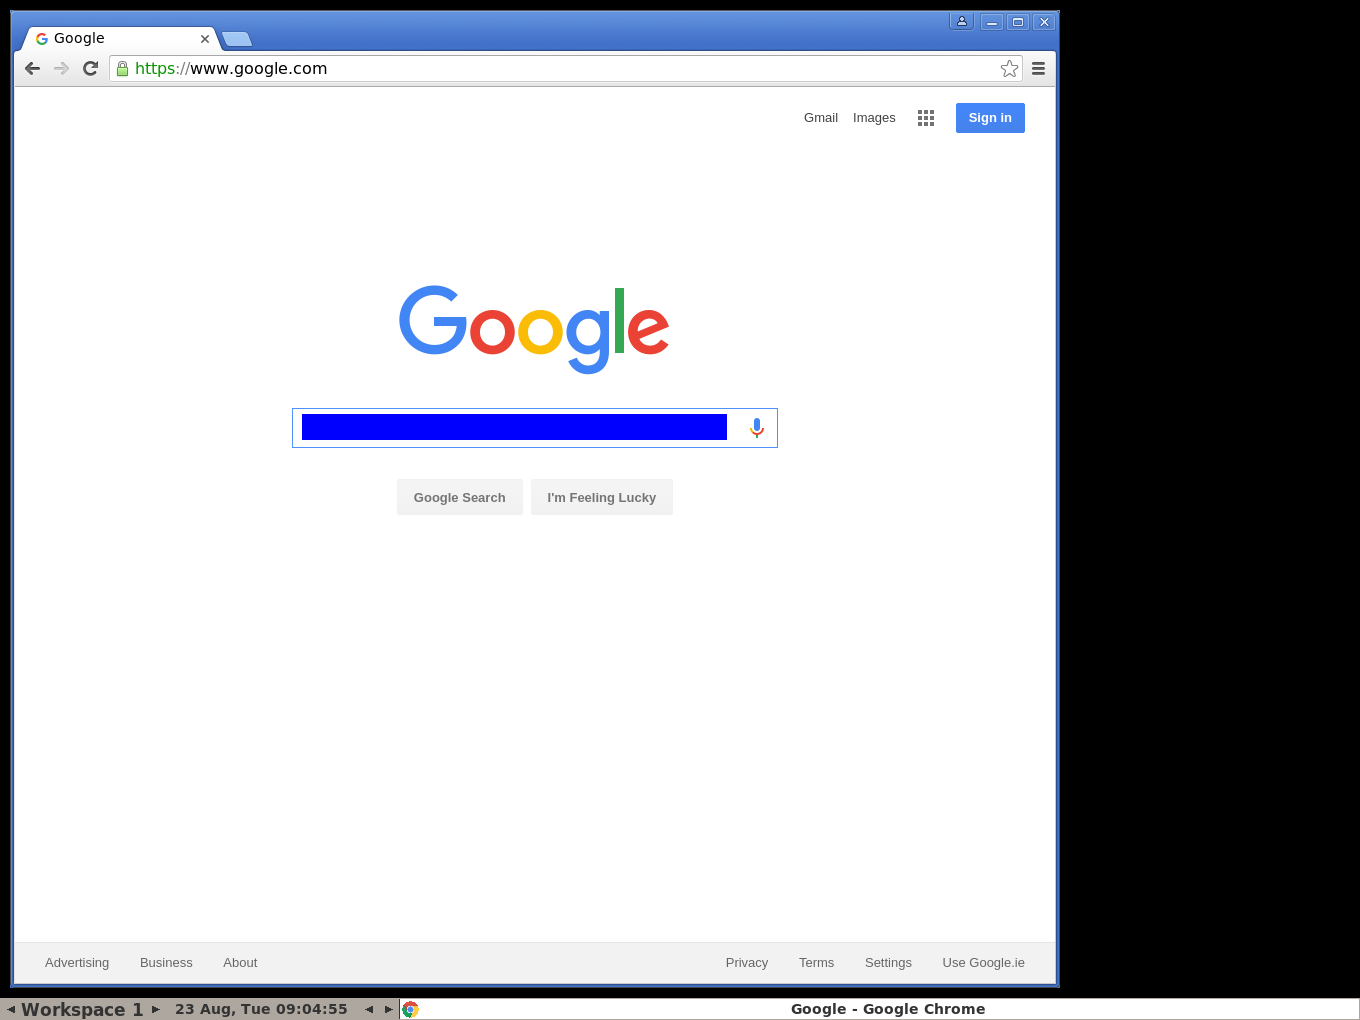 Google
https://www.google.com
Gmail Images Sign in
Google
Google Search I'm Feeling Lucky
Advertising Business About Privacy Terms Settings Use Google.ie
Workspace 1 23 Aug, Tue 09:04:55 Google - Google Chrome